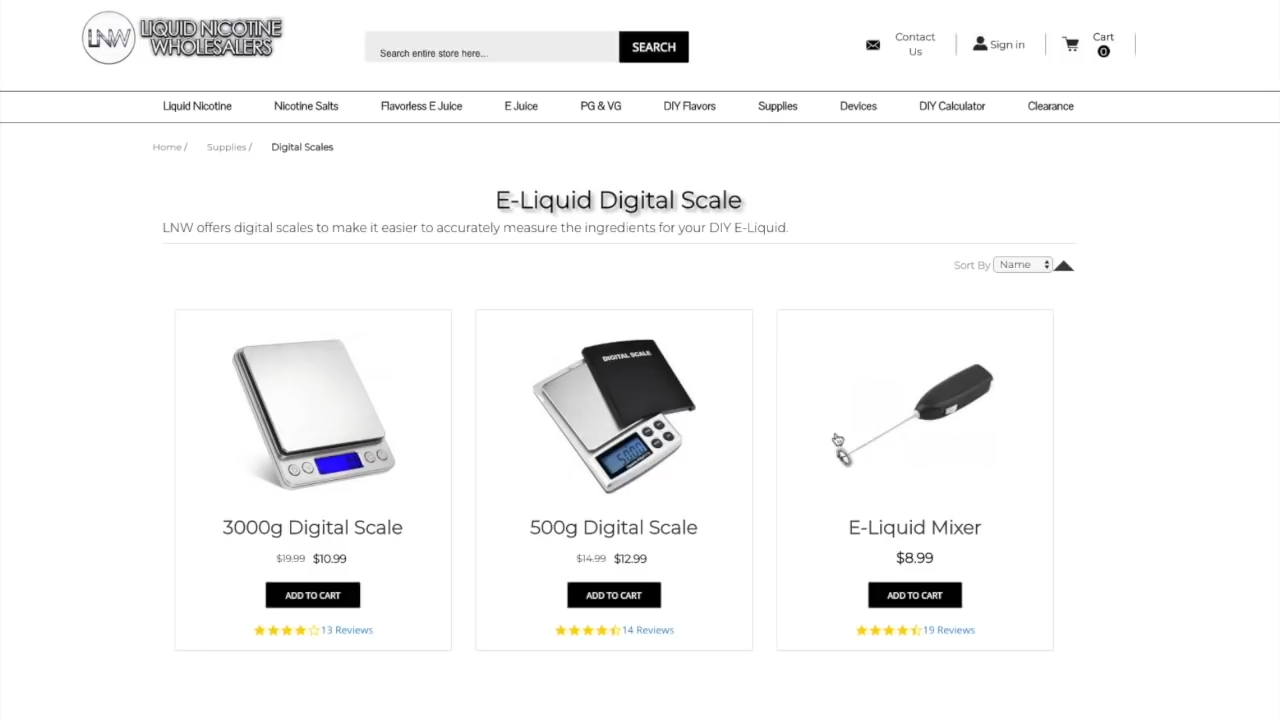 LNW LIQUID NICOTINE
WHOLESALERS
Search entire store here...
SEARCH
Contact
Us
Sign in
Cart
0
Liquid Nicotine
Nicotine Salts
Flavorless E Juice
E Juice
PG & VG
DIY Flavors
Supplies
Devices
DIY Calculator
Clearance
Home /
Supplies /
Digital Scales
E-Liquid Digital Scale
LNW offers digital scales to make it easier to accurately measure the ingredients for your DIY E-Liquid.
Sort By Name
DIGITAL SCALE
500.0
3000g Digital Scale
$19.99 $10.99
ADD TO CART
13 Reviews
500g Digital Scale
$14.99 $12.99
ADD TO CART
14 Reviews
E-Liquid Mixer
$8.99
ADD TO CART
19 Reviews